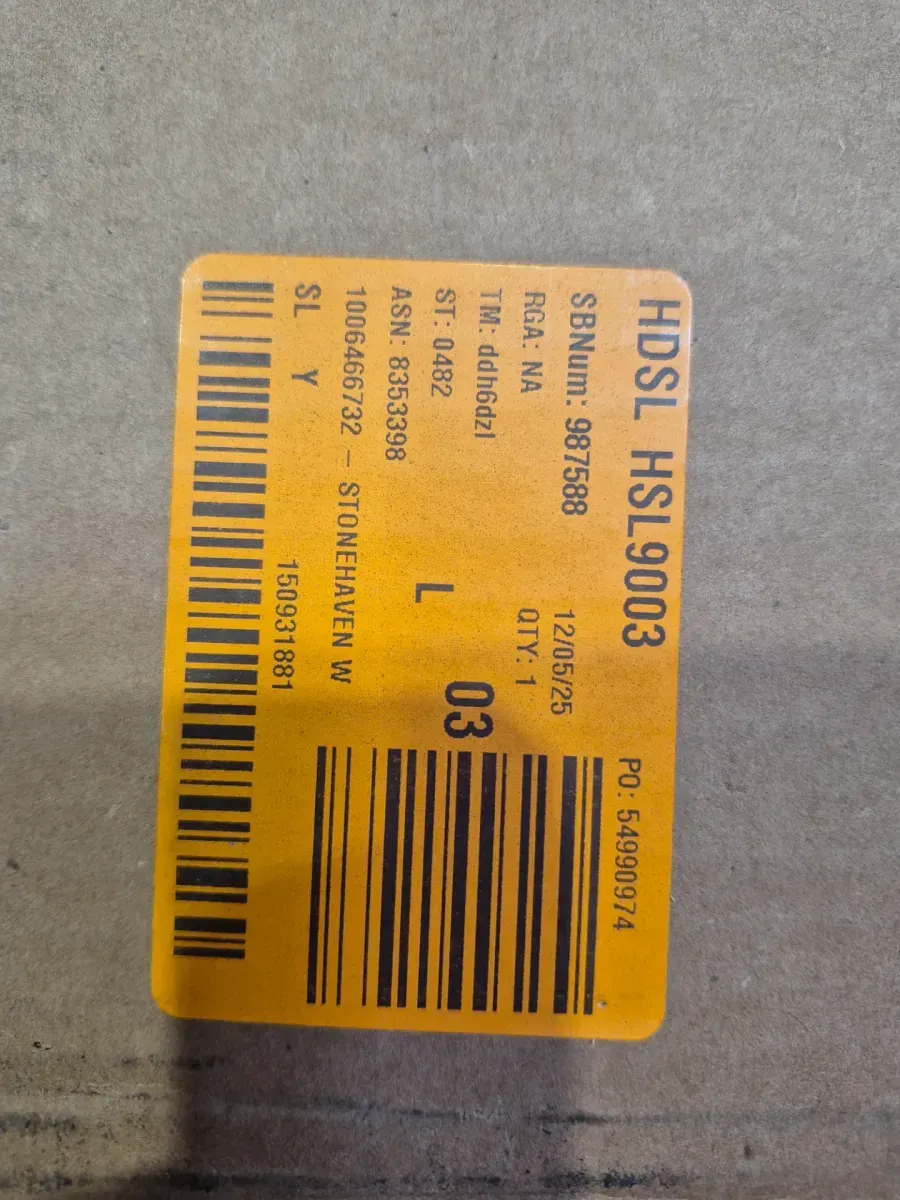 HDSL HSL9003
PO: 54990974
SBNum: 987588
12/05/25
RGA: NA
QTY: 1
TM: ddh6dzl
ST: 0482
03
ASN: 8353398
L
1006466732 - STONEHAVEN W
SL Y
150931881